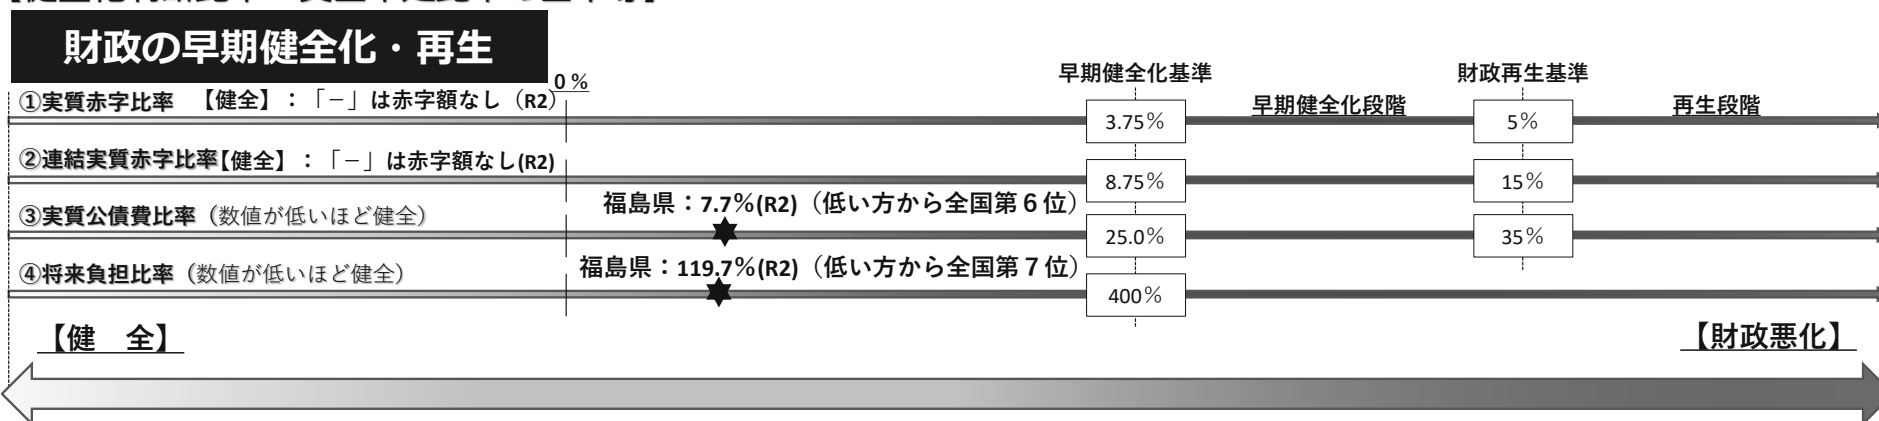 財政の早期健全化・再生
0％
早期健全化基準
財政再生基準
①実質赤字比率 【健全】：「－」は赤字額なし（R2）
3.75％
早期健全化段階
5％
再生段階
②連結実質赤字比率【健全】：「－」は赤字額なし(R2)
8.75％
15％
③実質公債費比率（数値が低いほど健全）
福島県：7.7％(R2)（低い方から全国第６位）
25.0％
35％
④将来負担比率（数値が低いほど健全）
福島県：119.7％(R2)（低い方から全国第７位）
400％
【健　全】
【財政悪化】